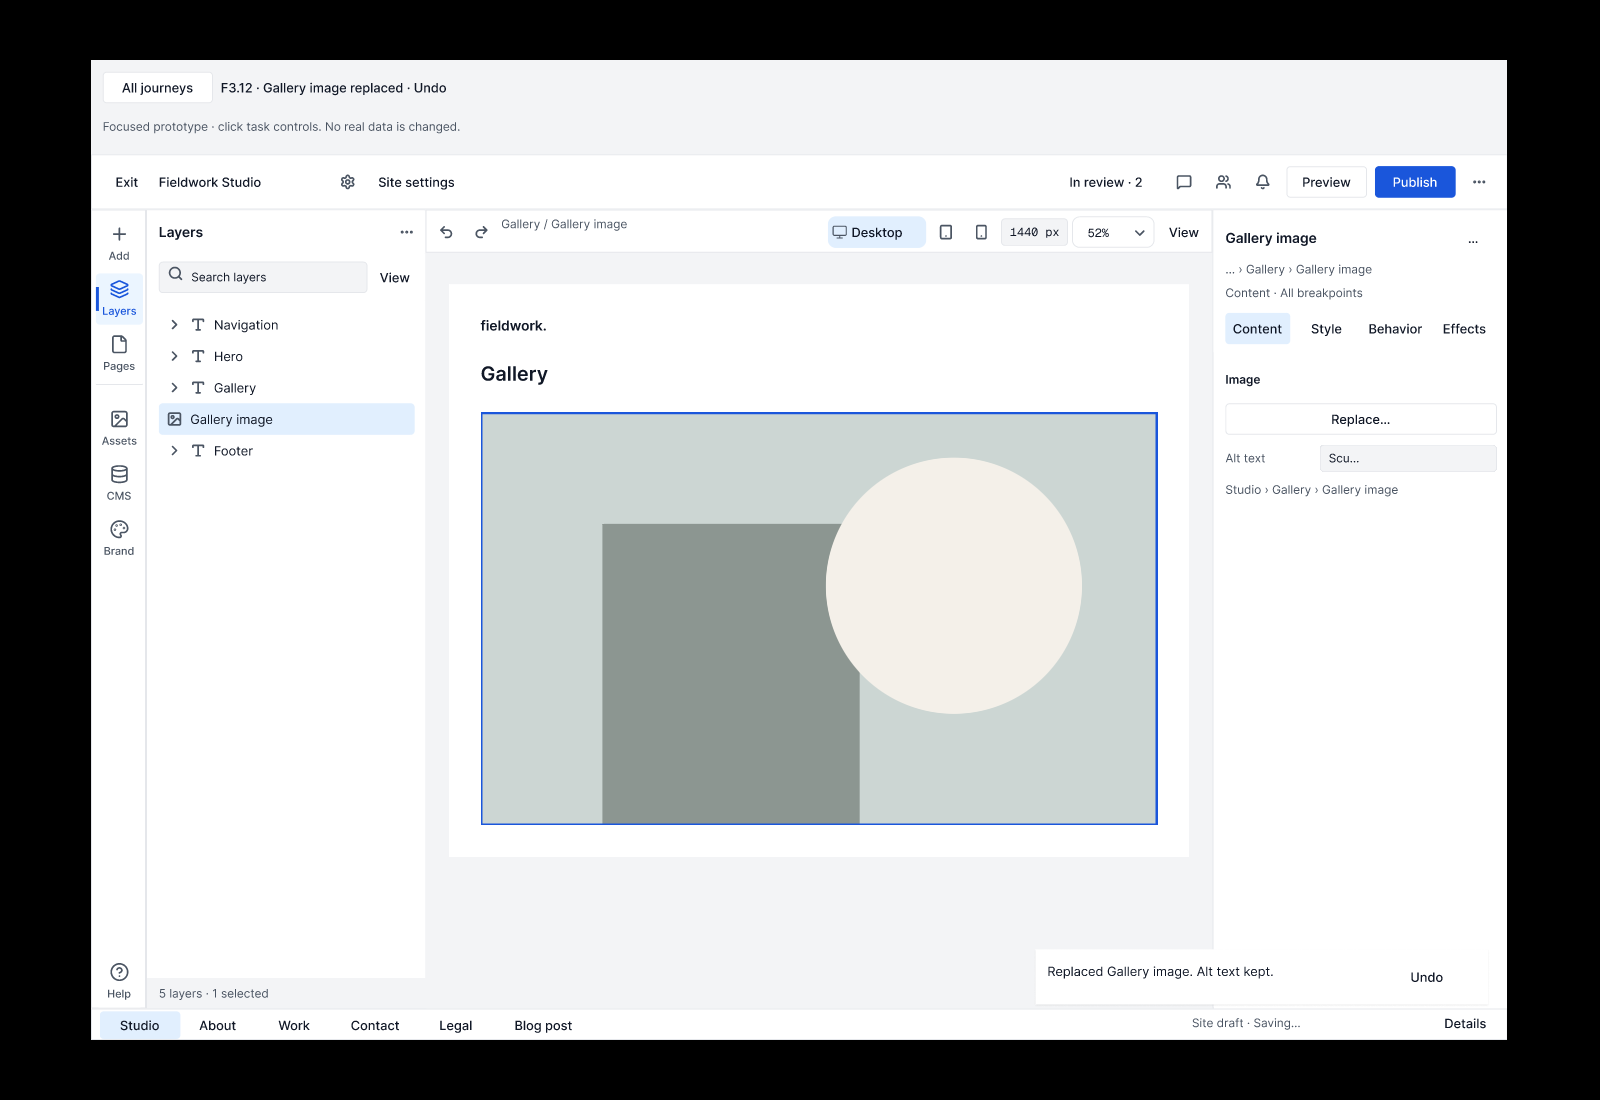 All journeys F3.12 · Gallery image replaced · Undo
Focused prototype · click task controls. No real data is changed.
Exit Fieldwork Studio Site settings In review · 2 Preview Publish
Add
Layers
Pages
Assets
CMS
Brand
Help
Layers
Search layers View
Navigation
Hero
Gallery
Gallery image
Footer
5 layers · 1 selected
Gallery / Gallery image Desktop 1440 px 52% View
fieldwork.
Gallery
Gallery image ...
... › Gallery › Gallery image
Content · All breakpoints
Content Style Behavior Effects
Image
Replace...
Alt text Scu...
Studio › Gallery › Gallery image
Replaced Gallery image. Alt text kept. Undo
Studio About Work Contact Legal Blog post Site draft · Saving... Details